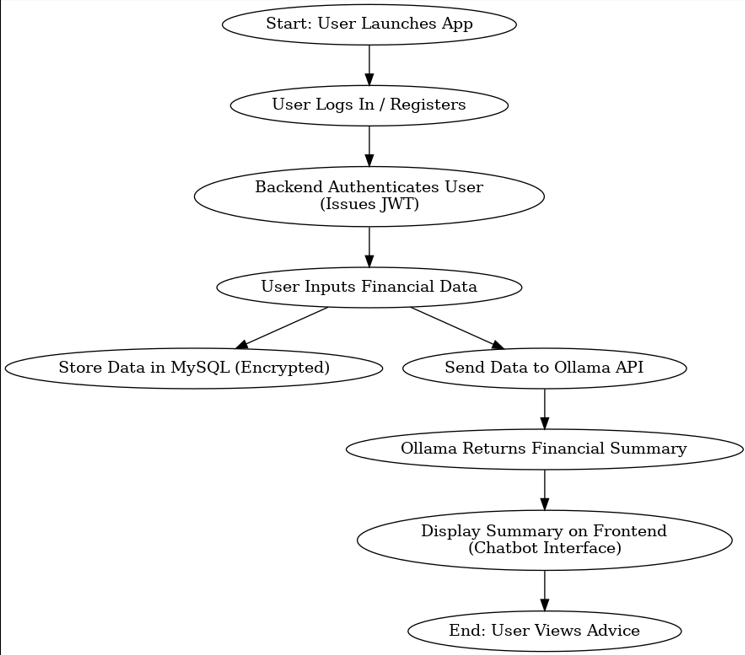 Start: User Launches App
User Logs In / Registers
Backend Authenticates User
(Issues JWT)
User Inputs Financial Data
Store Data in MySQL (Encrypted)
Send Data to Ollama API
Ollama Returns Financial Summary
Display Summary on Frontend
(Chatbot Interface)
End: User Views Advice